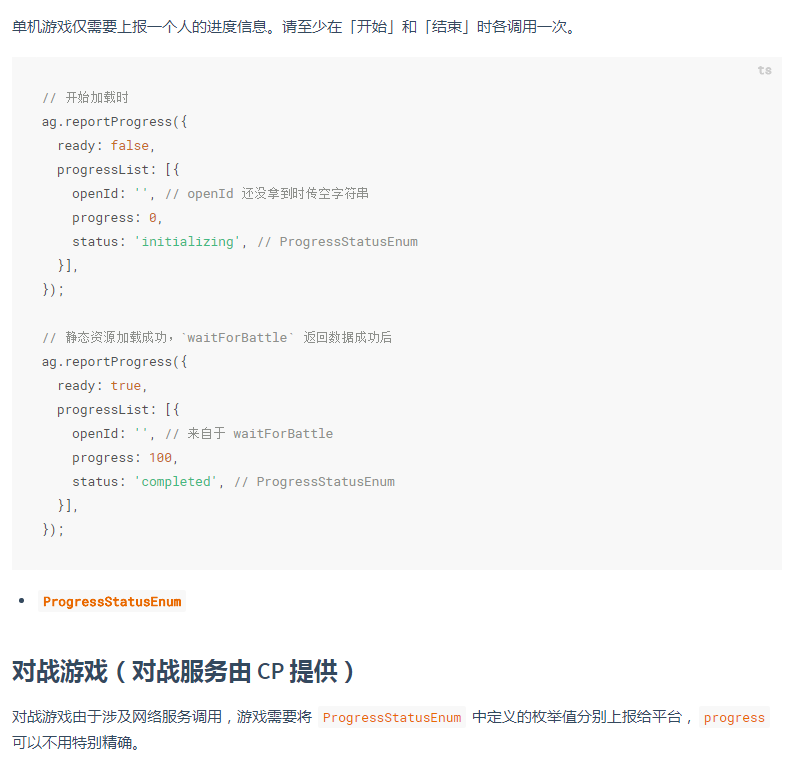 单机游戏仅需要上报一个人的进度信息。请至少在「开始」和「结束」时各调用一次。
ts
// 开始加载时
ag.reportProgress({
  ready: false,
  progressList: [{
    openId: '', // openId 还没拿到时传空字符串
    progress: 0,
    status: 'initializing', // ProgressStatusEnum
  }],
});

// 静态资源加载成功，`waitForBattle` 返回数据成功后
ag.reportProgress({
  ready: true,
  progressList: [{
    openId: '', // 来自于 waitForBattle
    progress: 100,
    status: 'completed', // ProgressStatusEnum
  }],
});
• ProgressStatusEnum
对战游戏（对战服务由 CP 提供）
对战游戏由于涉及网络服务调用，游戏需要将 ProgressStatusEnum 中定义的枚举值分别上报给平台， progress
可以不用特别精确。